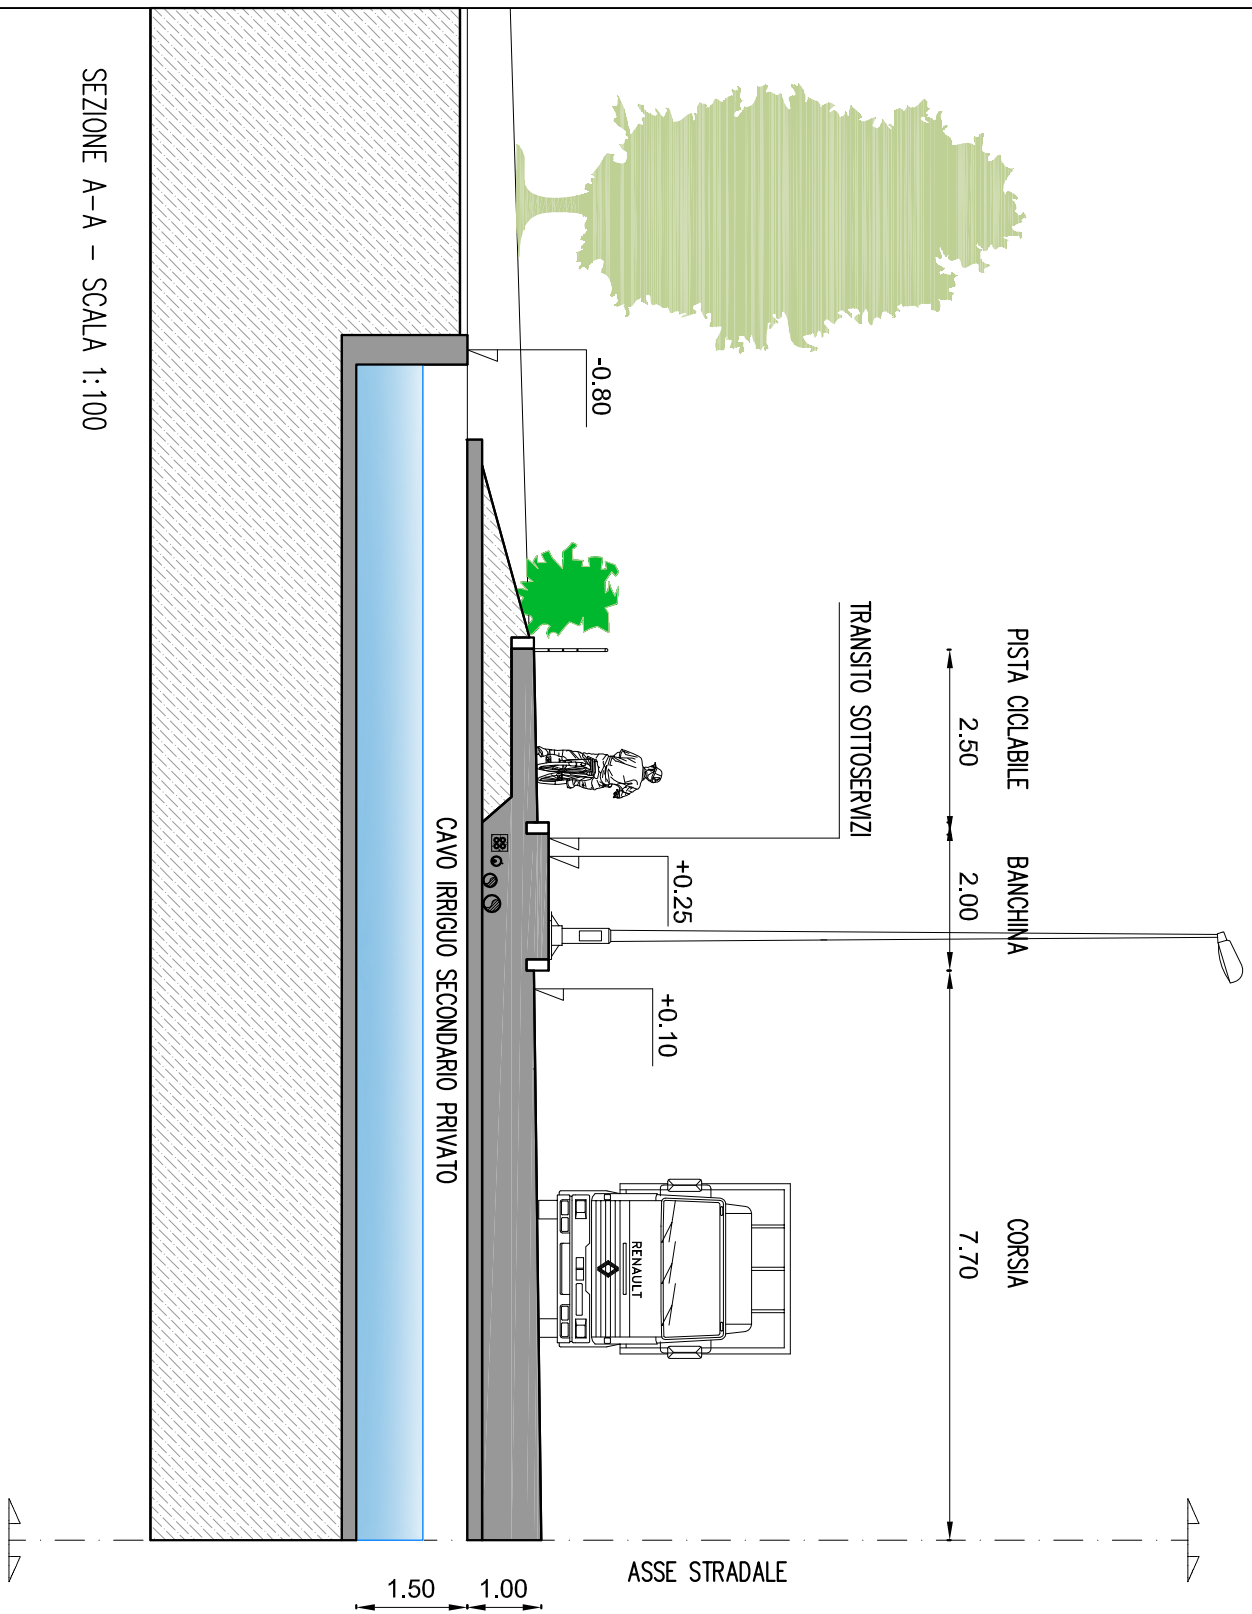 PISTA CICLABILE
BANCHINA
CORSIA
2.50
2.00
7.70
TRANSITO SOTTOSERVIZI
+0.25
+0.10
-0.80
RENAULT
CAVO IRRIGUO SECONDARIO PRIVATO
ASSE STRADALE
1.00
1.50
SEZIONE A-A - SCALA 1:100